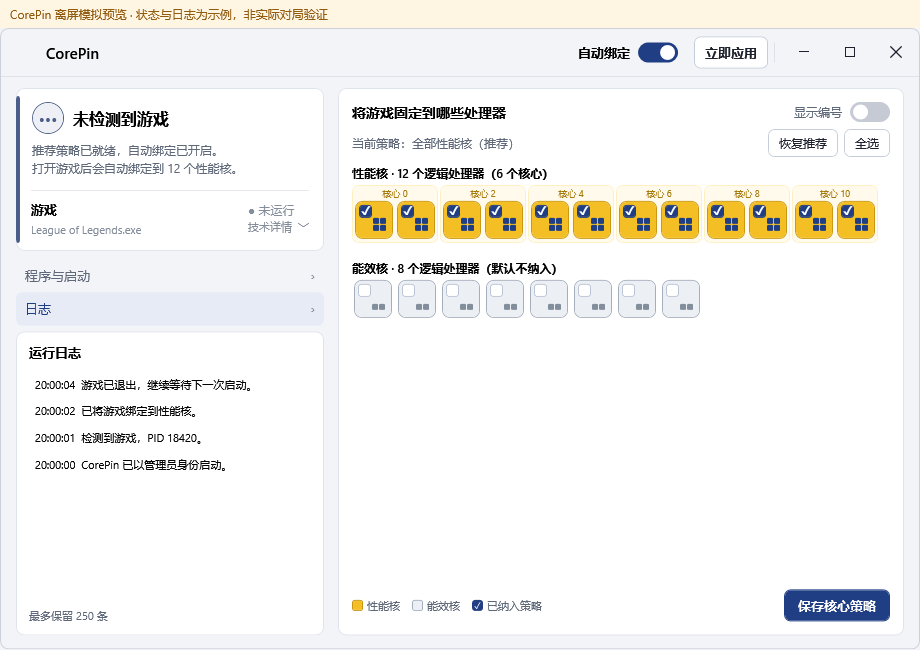 CorePin 离屏模拟预览 · 状态与日志为示例，非实际对局验证
CorePin
自动绑定
立即应用
未检测到游戏
推荐策略已就绪，自动绑定已开启。
打开游戏后会自动绑定到 12 个性能核。
游戏
League of Legends.exe
● 未运行
技术详情
程序与启动
日志
运行日志
20:00:04 游戏已退出，继续等待下一次启动。
20:00:02 已将游戏绑定到性能核。
20:00:01 检测到游戏，PID 18420。
20:00:00 CorePin 已以管理员身份启动。
最多保留 250 条
将游戏固定到哪些处理器
显示编号
当前策略：全部性能核（推荐）
恢复推荐
全选
性能核 · 12 个逻辑处理器（6 个核心）
核心 0
核心 2
核心 4
核心 6
核心 8
核心 10
能效核 · 8 个逻辑处理器（默认不纳入）
性能核
能效核
已纳入策略
保存核心策略